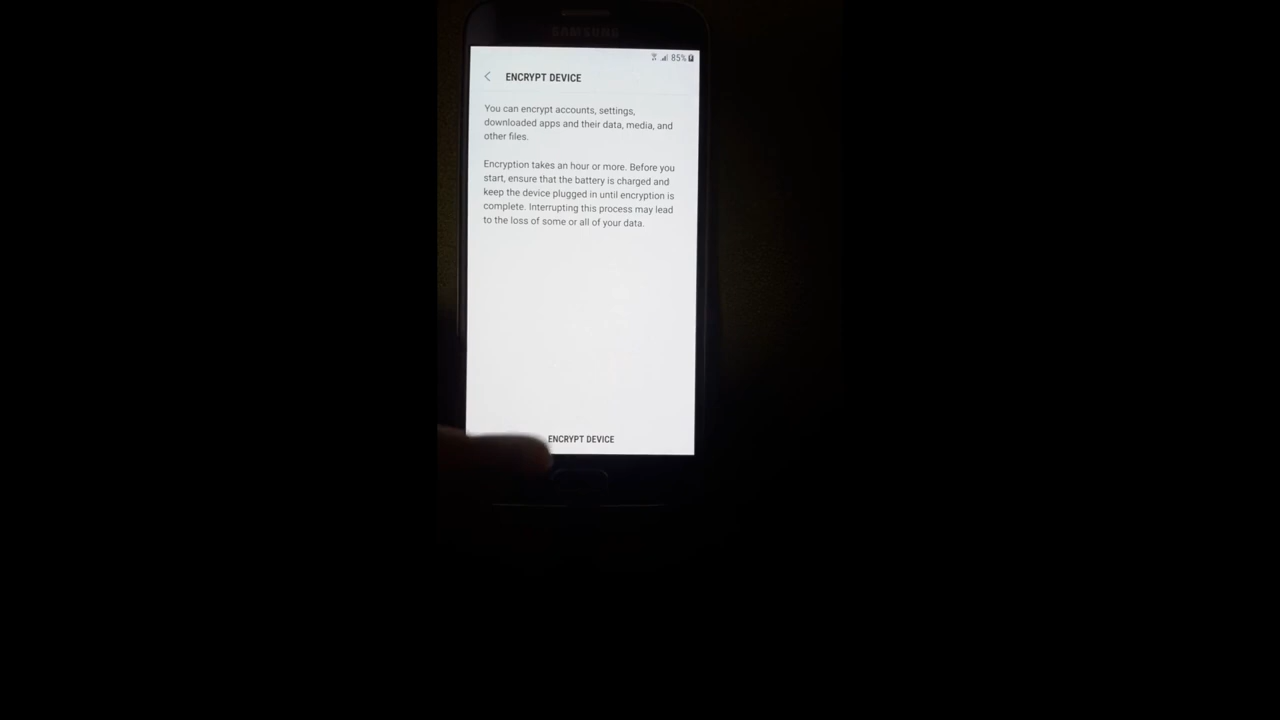 SAMSUNG
85%
ENCRYPT DEVICE
You can encrypt accounts, settings,
downloaded apps and their data, media, and
other files.
Encryption takes an hour or more. Before you
start, ensure that the battery is charged and
keep the device plugged in until encryption is
complete. Interrupting this process may lead
to the loss of some or all of your data.
ENCRYPT DEVICE